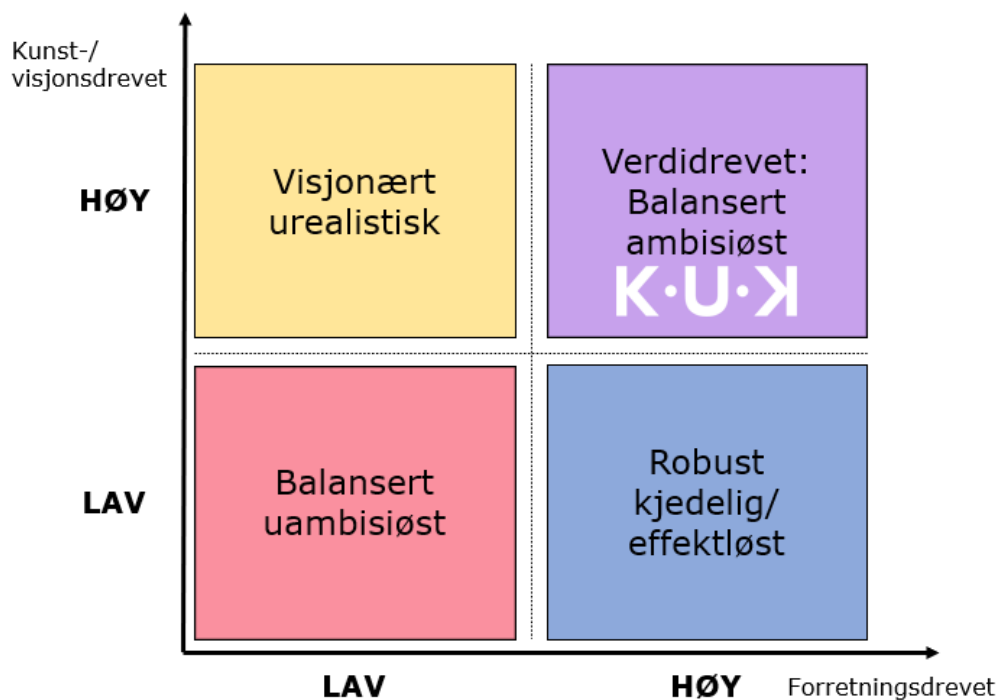 Kunst-/
visjonsdrevet
HØY
Visjonært
urealistisk
Verdidrevet:
Balansert
ambisiøst
K·U·K
LAV
Balansert
uambisiøst
Robust
kjedelig/
effektløst
LAV
HØY
Forretningsdrevet